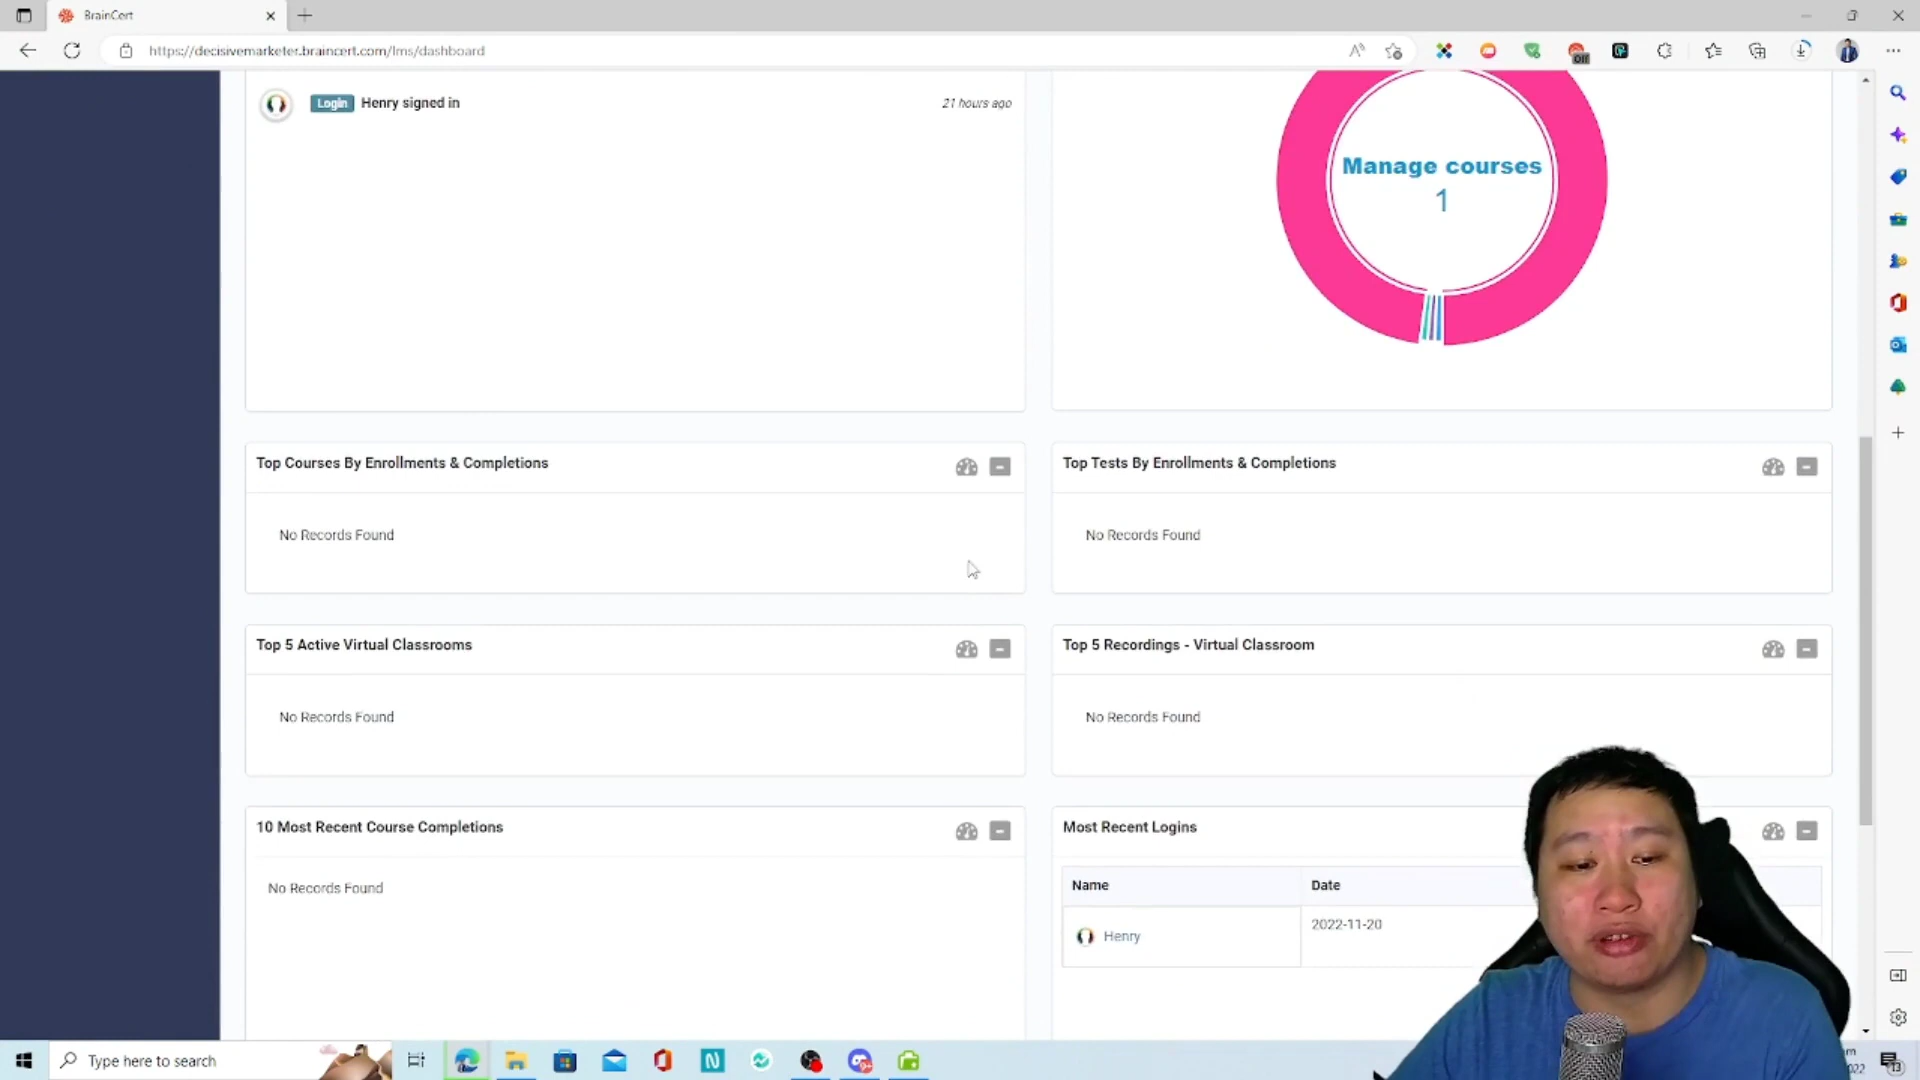 BrainCert
https://decisivemarketer.braincert.com/lms/dashboard
off
Login Henry signed in 21 hours ago
Manage courses
1
Top Courses By Enrollments & Completions
No Records Found
Top Tests By Enrollments & Completions
No Records Found
Top 5 Active Virtual Classrooms
No Records Found
Top 5 Recordings - Virtual Classroom
No Records Found
10 Most Recent Course Completions
No Records Found
Most Recent Logins
Name Date
Henry 2022-11-20
Type here to search